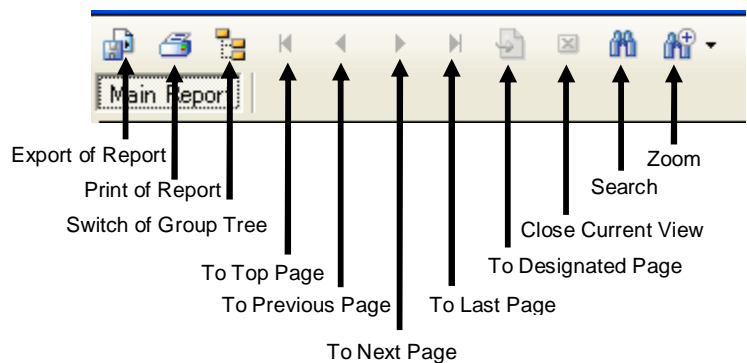 Main Report
Export of Report
Zoom
Print of Report
Search
Switch of Group Tree
Close Current View
To Top Page
To Designated Page
To Previous Page
To Last Page
To Next Page